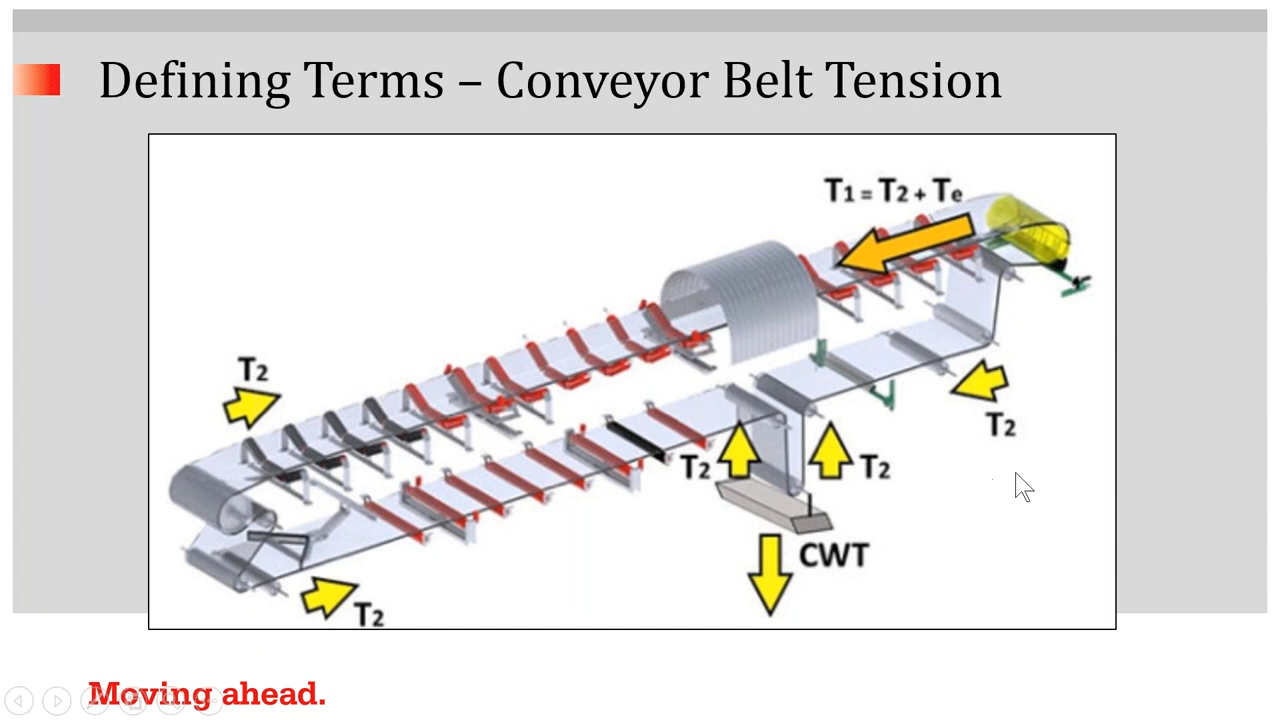 Defining Terms – Conveyor Belt Tension
T1 = T2 + Te
T2
T2
T2
T2
CWT
T2
Moving ahead.